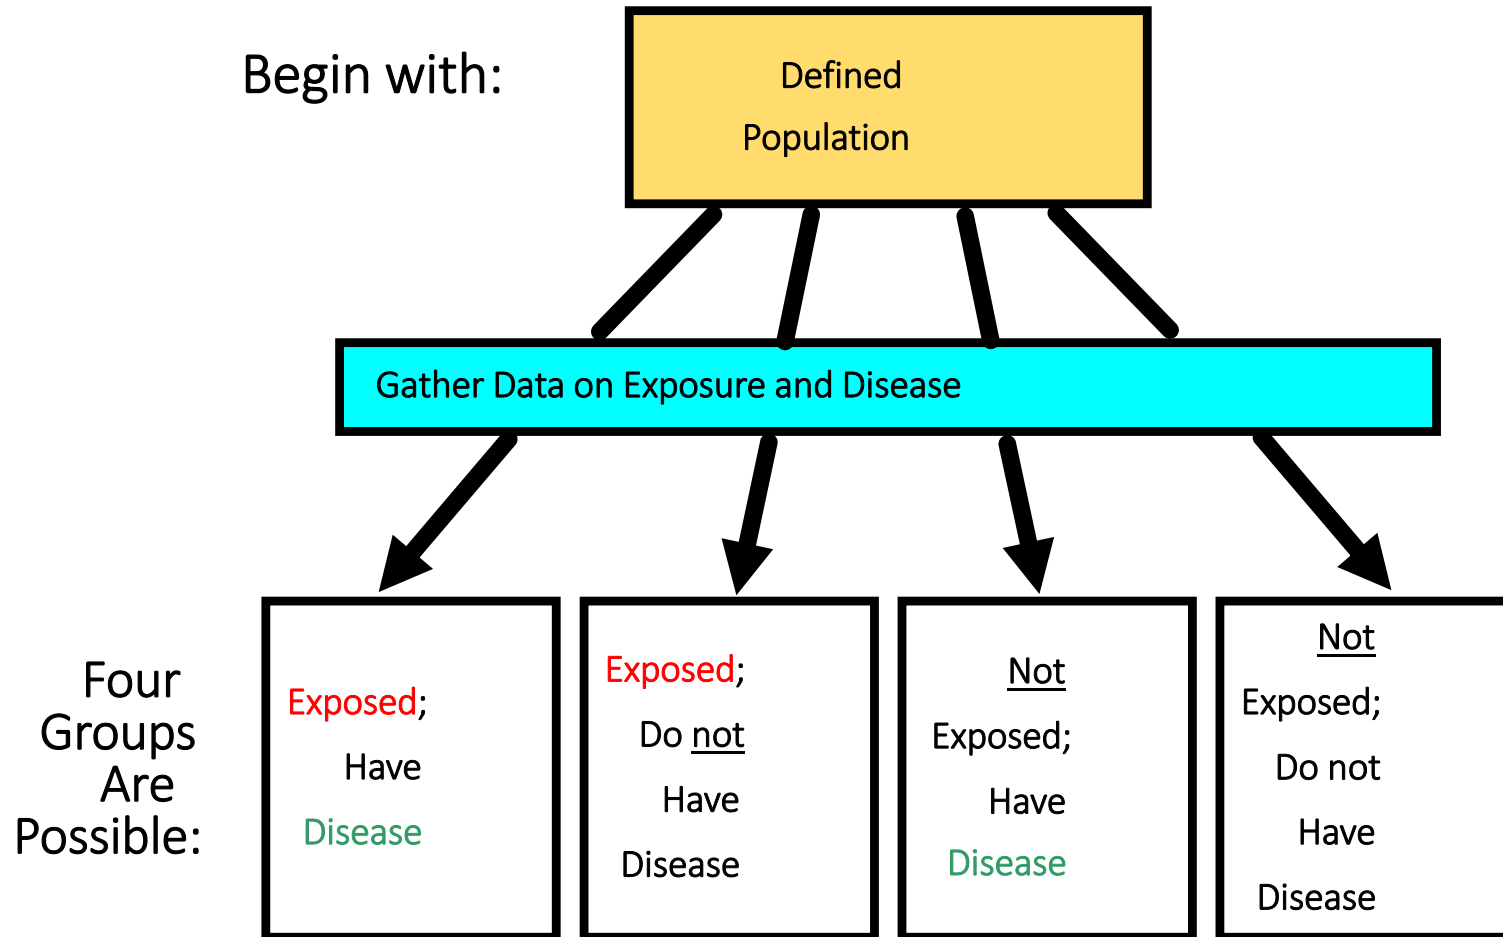 Begin with:
Defined
Population
Gather Data on Exposure and Disease
Four
Groups
Are
Possible:
Exposed;
Have
Disease
Exposed;
Do not
Have
Disease
Not
Exposed;
Have
Disease
Not
Exposed;
Do not
Have
Disease